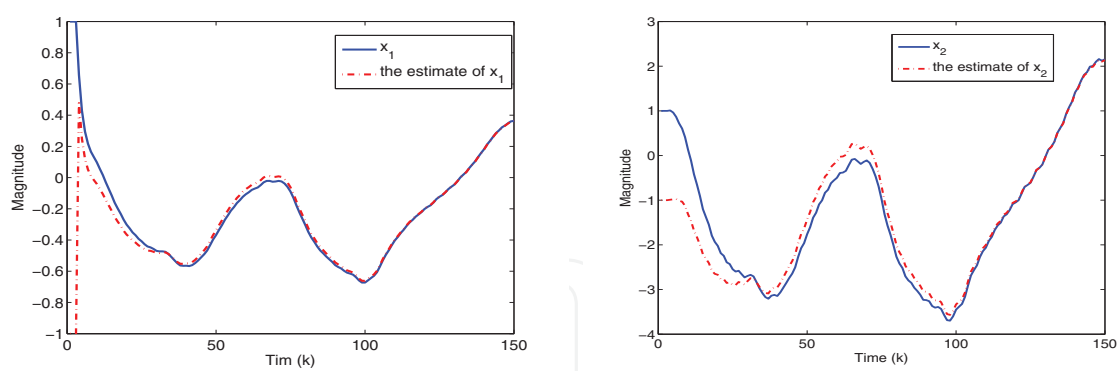 1
0.8
0.6
0.4
0.2
0
−0.2
−0.4
−0.6
−0.8
−1
Magnitude
0 50 100 150
Tim (k)
x1
the estimate of x1
3
2
1
0
−1
−2
−3
−4
Magnitude
0 50 100 150
Time (k)
x2
the estimate of x2